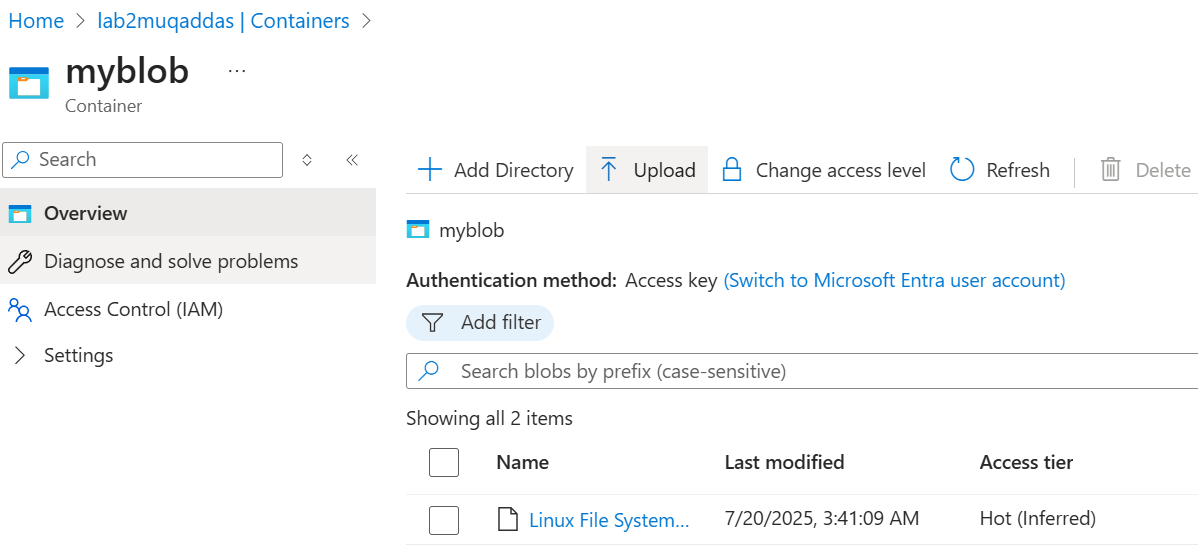 Home > lab2muqaddas | Containers >
myblob ...
Container
Search
Overview
Diagnose and solve problems
Access Control (IAM)
Settings
Add Directory Upload Change access level Refresh Delete
myblob
Authentication method: Access key (Switch to Microsoft Entra user account)
Add filter
Search blobs by prefix (case-sensitive)
Showing all 2 items
Name Last modified Access tier
Linux File System... 7/20/2025, 3:41:09 AM Hot (Inferred)